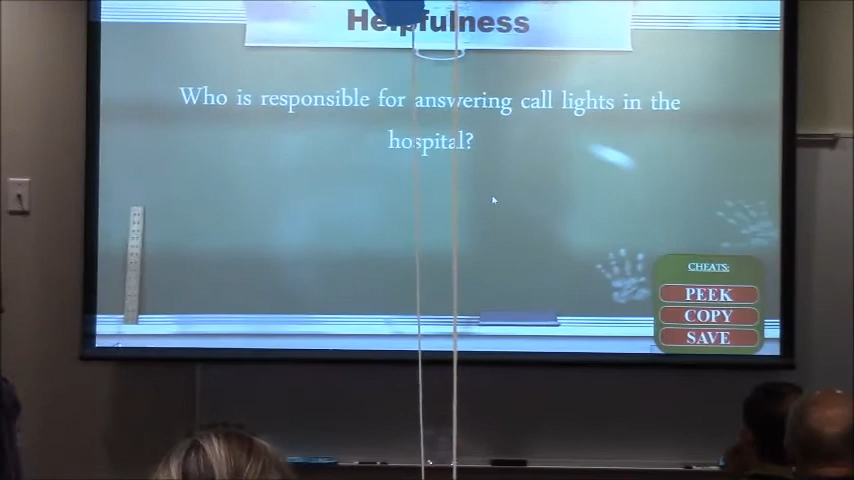 Helpfulness
Who is responsible for answering call lights in the
hospital?
CHEATS:
PEEK
COPY
SAVE